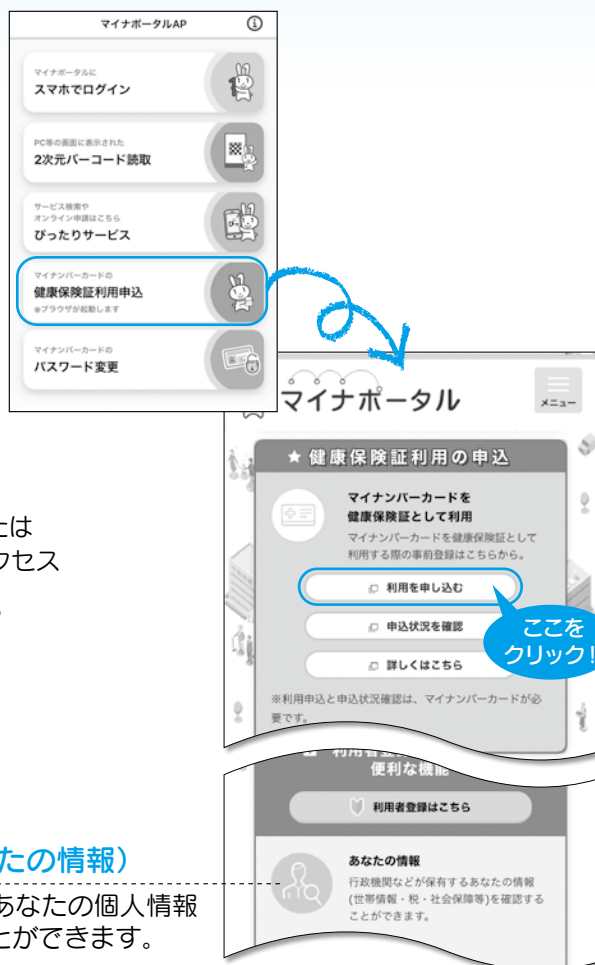 マイナポータルAP
マイナポータルに
スマホでログイン
PC等の画面に表示された
2次元バーコード読取
サービス検索や
オンライン申請はこちら
ぴったりサービス
マイナンバーカードの
健康保険証利用申込
※ブラウザが起動します
マイナンバーカードの
パスワード変更
マイナポータル
メニュー
★ 健康保険証利用の申込
マイナンバーカードを
健康保険証として利用
マイナンバーカードを健康保険証として
利用する際の事前登録はこちらから。
利用を申し込む
申込状況を確認
ここを
クリック!
詳しくはこちら
※利用申込と申込状況確認は、マイナンバーカードが必
要です。
たは
クセス
便利な機能
利用者登録はこちら
たの情報)
あなたの個人情報
とができます。
あなたの情報
行政機関などが保有するあなたの情報
(世帯情報・税・社会保障等)を確認する
ことができます。